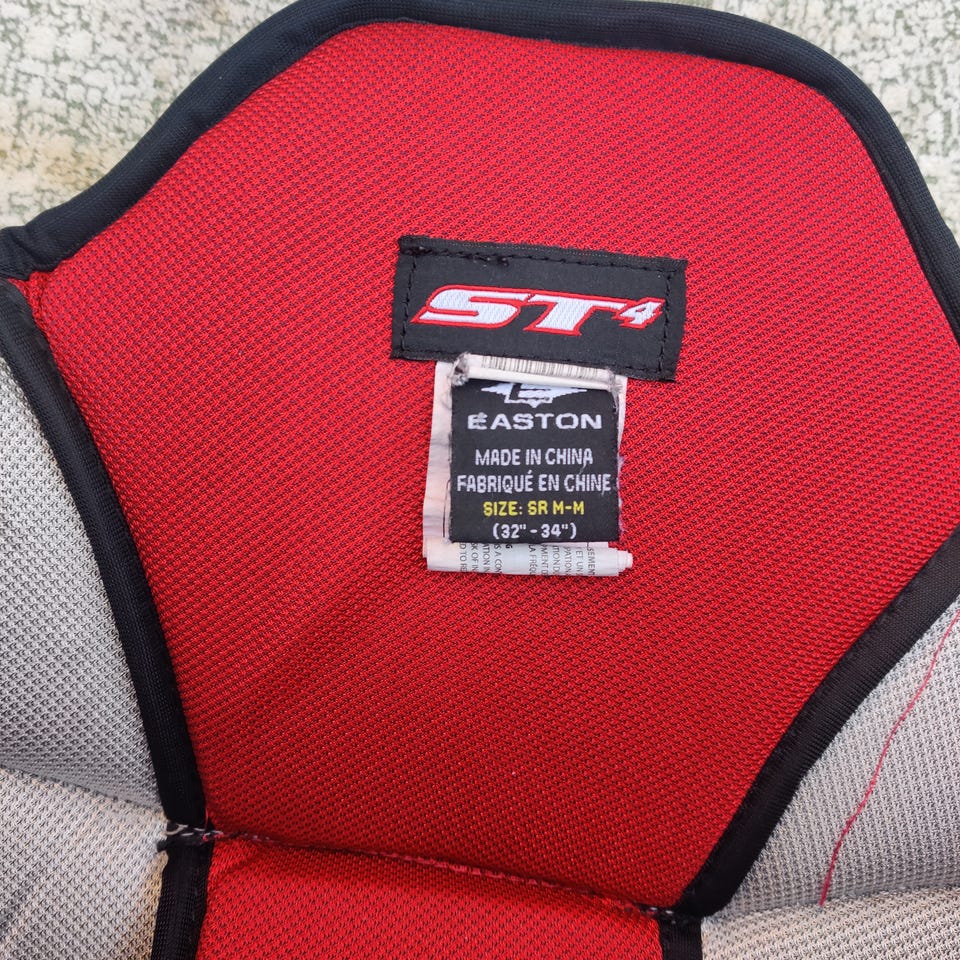 ST4
EASTON
MADE IN CHINA
FABRIQUÉ EN CHINE
SIZE: SR M-M
(32" - 34")